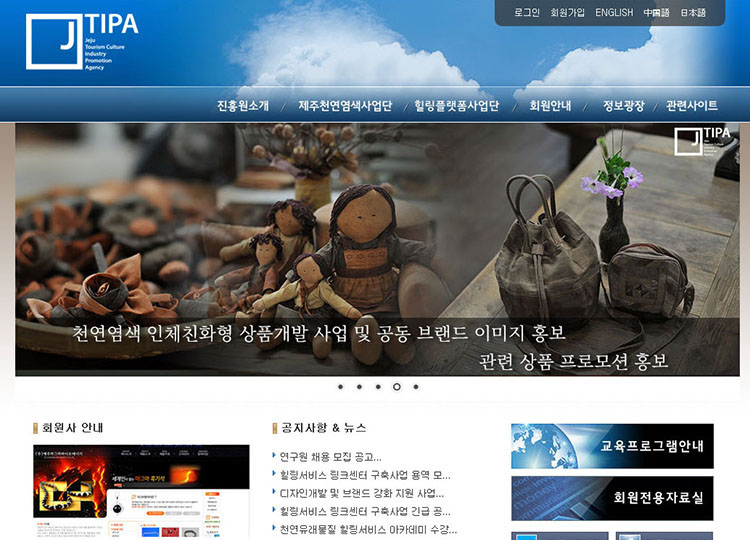 로그인 회원가입 ENGLISH 中国語 日本語
JTIPA
Jeju
Tourism Culture
Industry
Promotion
Agency
진흥원소개 / 제주천연염색사업단 / 힐링플랫폼사업단 / 회원안내 / 정보광장 / 관련사이트
JTIPA
천연염색 인체친화형 상품개발 사업 및 공동 브랜드 이미지 홍보
관련 상품 프로모션 홍보
회원사 안내
공지사항 & 뉴스
연구원 채용 모집 공고...
힐링서비스 링크센터 구축사업 용역 모...
디자인개발 및 브랜드 강화 지원 사업...
힐링서비스 링크센터 구축사업 긴급 공...
천연유래물질 힐링서비스 아카데미 수강...
교육프로그램안내
회원전용자료실